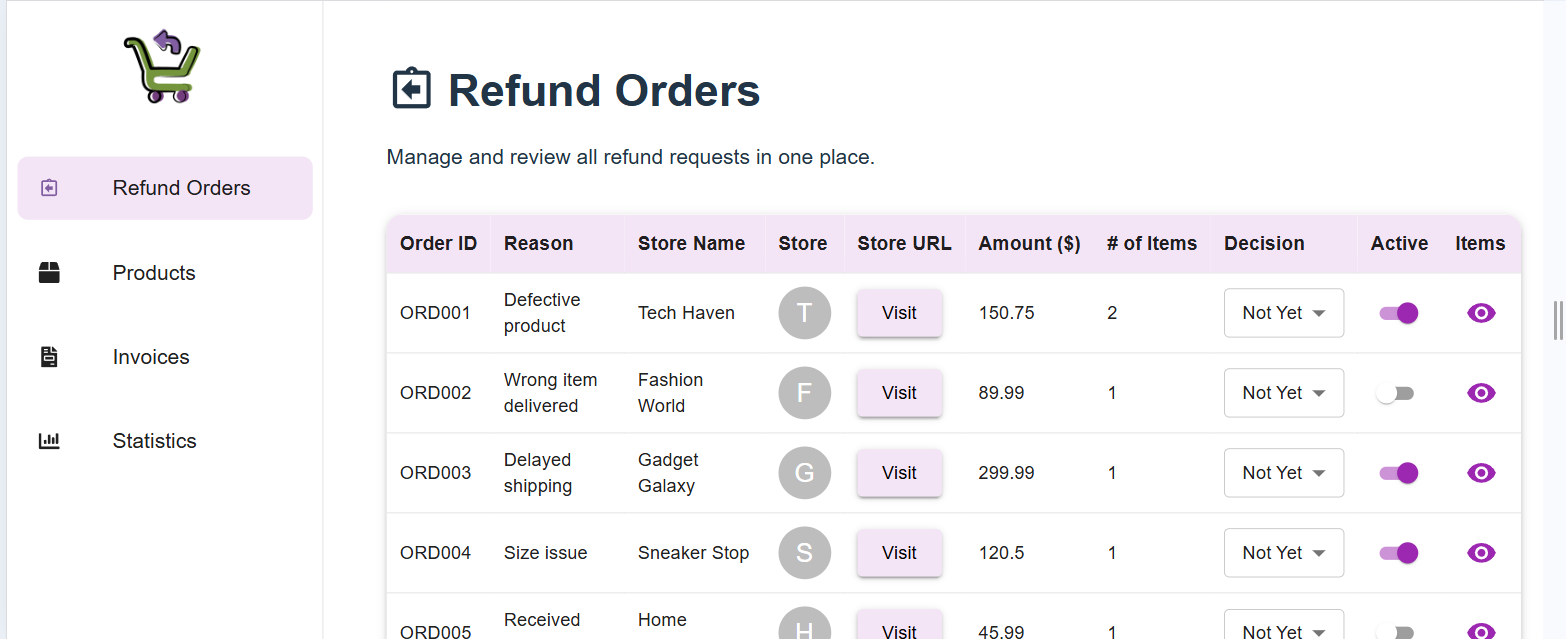 Refund Orders
Products
Invoices
Statistics
Refund Orders
Manage and review all refund requests in one place.
Order ID Reason Store Name Store Store URL Amount ($) # of Items Decision Active Items
ORD001 Defective product Tech Haven T Visit 150.75 2 Not Yet
ORD002 Wrong item delivered Fashion World F Visit 89.99 1 Not Yet
ORD003 Delayed shipping Gadget Galaxy G Visit 299.99 1 Not Yet
ORD004 Size issue Sneaker Stop S Visit 120.5 1 Not Yet
ORD005 Received Home H Visit 45.99 1 Not Yet